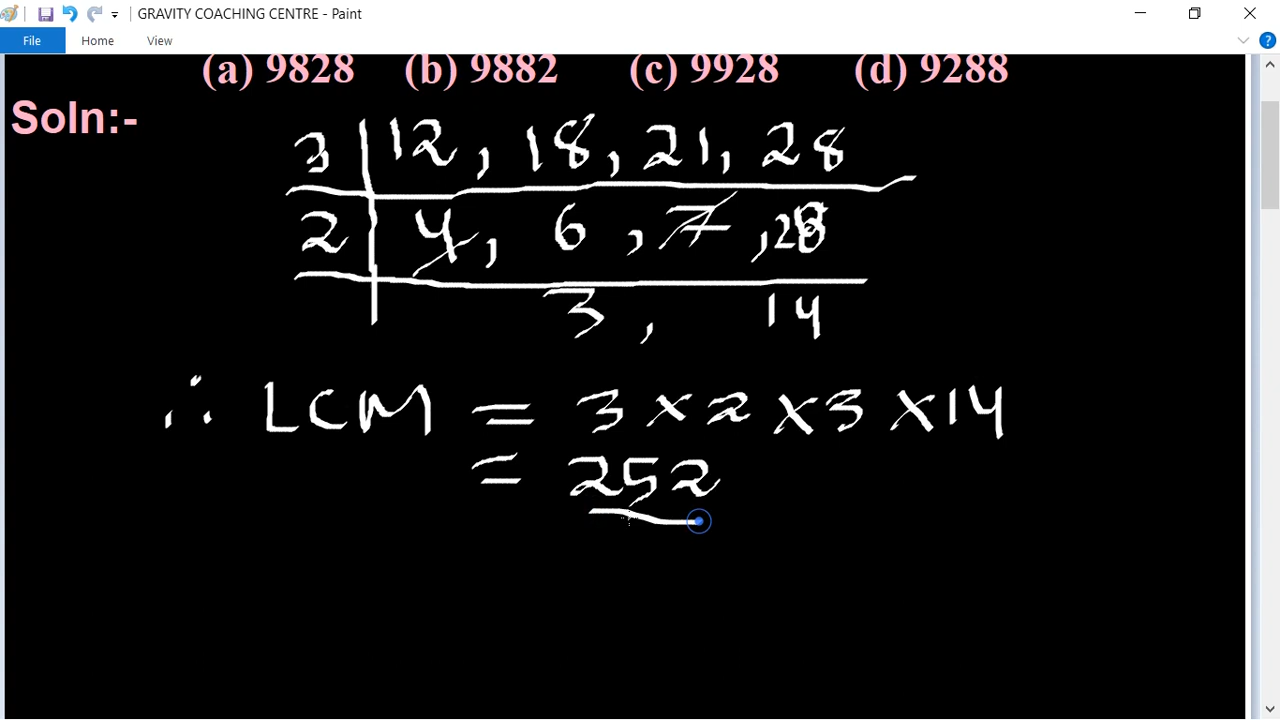 GRAVITY COACHING CENTRE - Paint
File Home View
(a) 9828 (b) 9882 (c) 9928 (d) 9288
Soln:-
3 | 12, 18, 21, 28
2 | 4, 6, 7, 28
3, 14
∴ LCM = 3 × 2 × 3 × 14
= 252